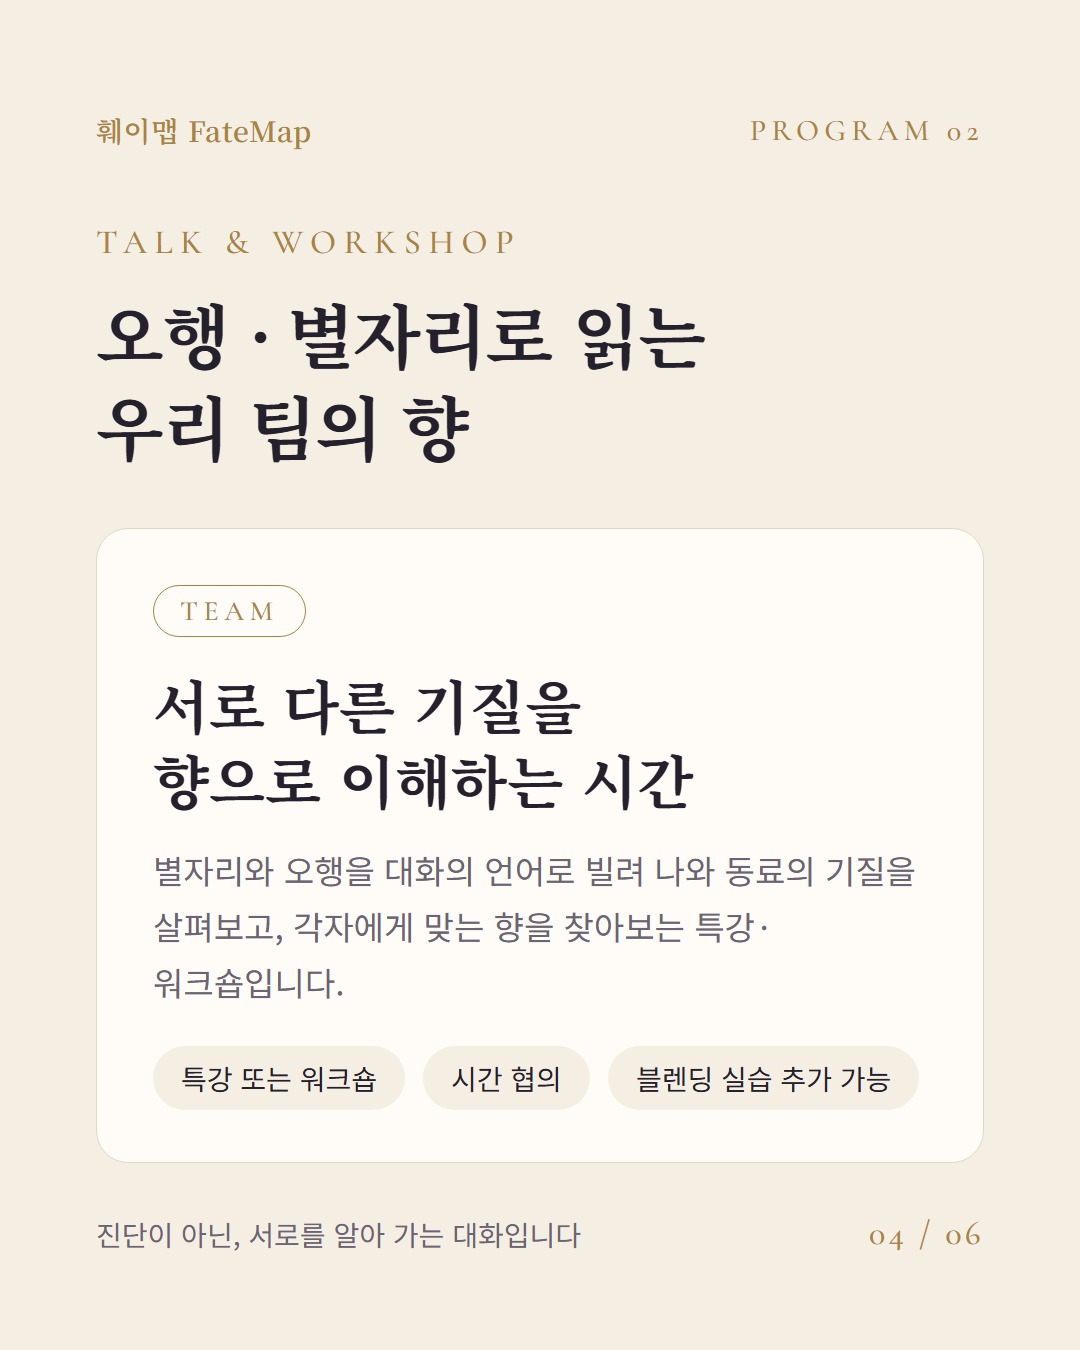 훼이맵 FateMap
PROGRAM 02
TALK & WORKSHOP
오행 · 별자리로 읽는
우리 팀의 향
TEAM
서로 다른 기질을
향으로 이해하는 시간
별자리와 오행을 대화의 언어로 빌려 나와 동료의 기질을
살펴보고, 각자에게 맞는 향을 찾아보는 특강·
워크숍입니다.
특강 또는 워크숍
시간 협의
블렌딩 실습 추가 가능
진단이 아닌, 서로를 알아 가는 대화입니다
04 / 06